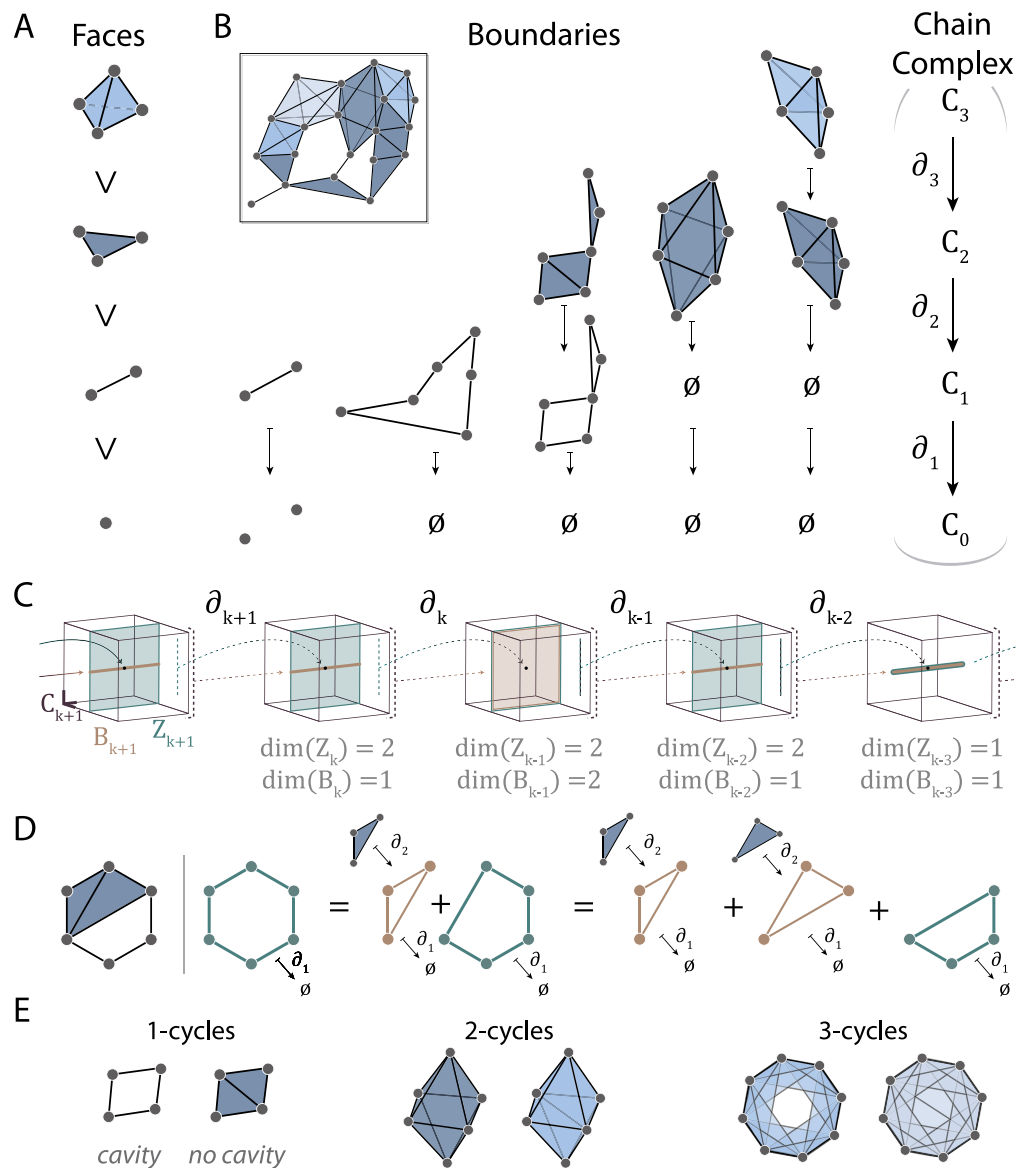 A
Faces
B
Boundaries
Chain
Complex
C₃
∂₃
C₂
∂₂
C₁
∂₁
C₀
∨
∨
∨
ø ø
ø ø ø ø
C
∂ₖ₊₁ ∂ₖ ∂ₖ₋₁ ∂ₖ₋₂
Cₖ₊₁
Bₖ₊₁
Zₖ₊₁
dim(Zₖ) = 2 dim(Zₖ₋₁) = 2 dim(Zₖ₋₂) = 2 dim(Zₖ₋₃) = 1
dim(Bₖ) = 1 dim(Bₖ₋₁) = 2 dim(Bₖ₋₂) = 1 dim(Bₖ₋₃) = 1
D
∂₂ ∂₂ ∂₂
= + = + +
∂₁ ∂₁ ∂₁ ∂₁ ∂₁ ∂₁
ø ø ø ø ø ø
E
1-cycles
2-cycles
3-cycles
cavity
no cavity